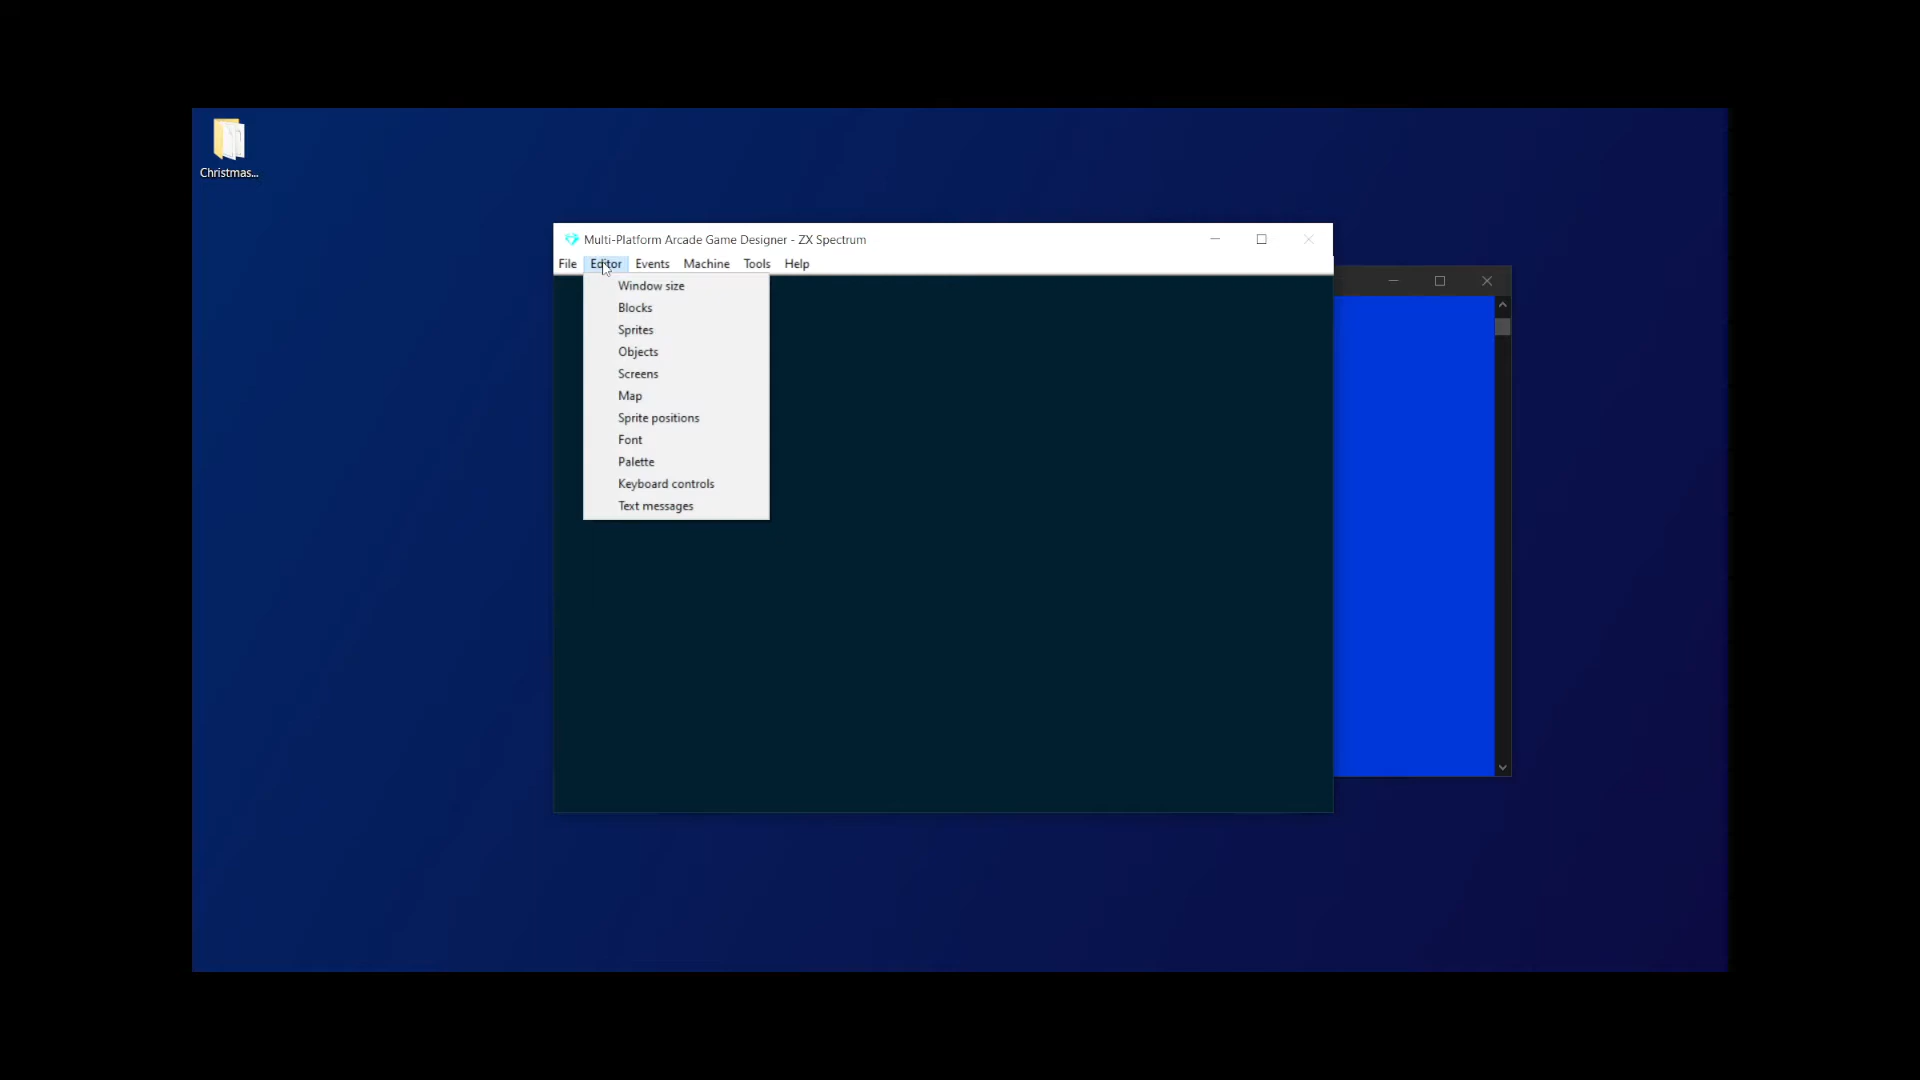 Christmas...
Multi-Platform Arcade Game Designer - ZX Spectrum
File Editor Events Machine Tools Help
Window size
Blocks
Sprites
Objects
Screens
Map
Sprite positions
Font
Palette
Keyboard controls
Text messages